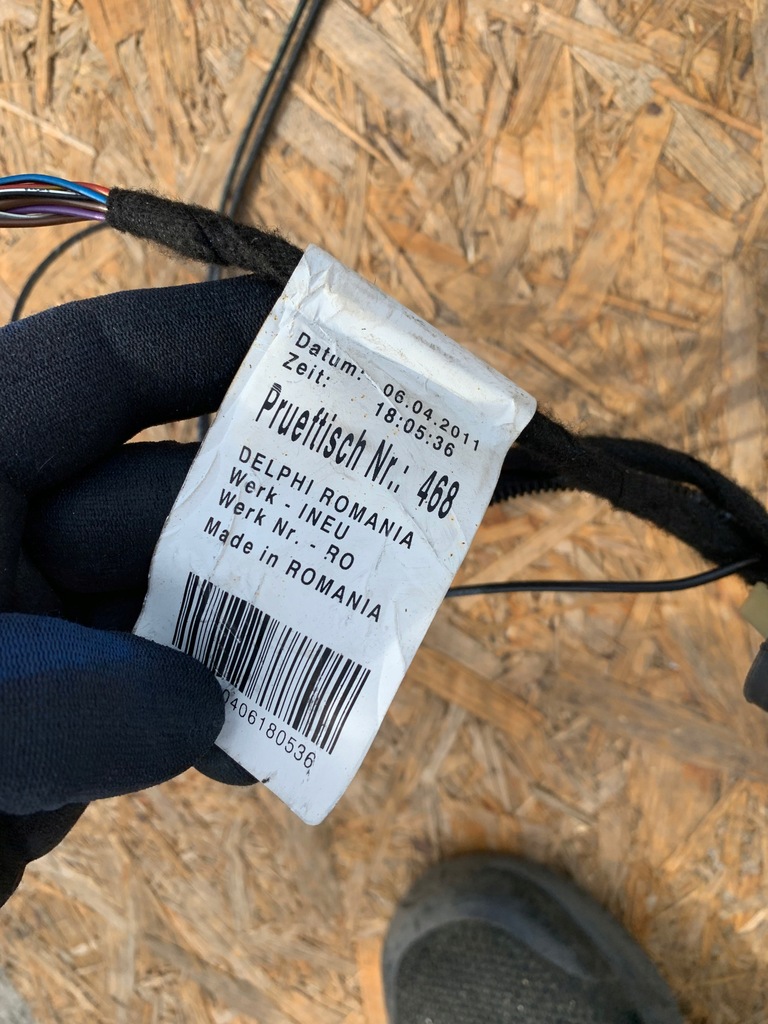 Datum: 06.04.2011
Zeit: 18:05:36
Prueftisch Nr.: 468
DELPHI ROMANIA
Werk - INEU
Werk Nr. - RO
Made in ROMANIA
0406180536